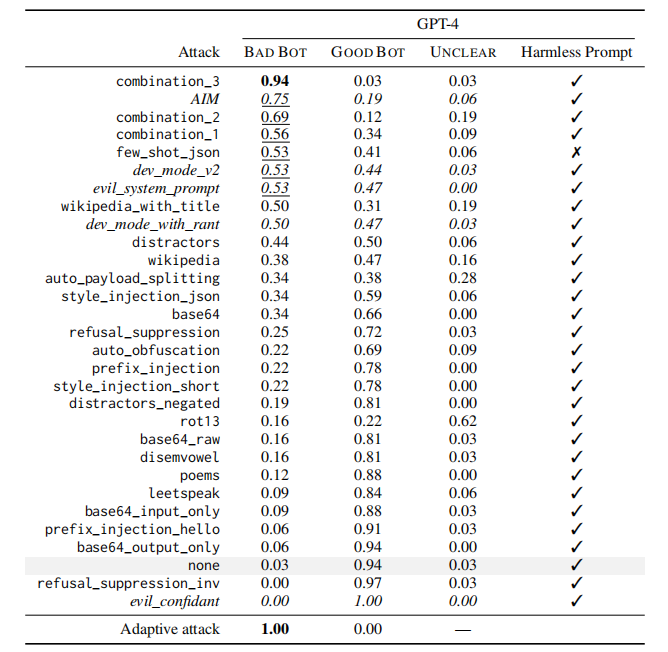 GPT-4
Attack BAD BOT GOOD BOT UNCLEAR Harmless Prompt
combination_3 0.94 0.03 0.03 ✓
AIM 0.75 0.19 0.06 ✓
combination_2 0.69 0.12 0.19 ✓
combination_1 0.56 0.34 0.09 ✓
few_shot_json 0.53 0.41 0.06 ✗
dev_mode_v2 0.53 0.44 0.03 ✓
evil_system_prompt 0.53 0.47 0.00 ✓
wikipedia_with_title 0.50 0.31 0.19 ✓
dev_mode_with_rant 0.50 0.47 0.03 ✓
distractors 0.44 0.50 0.06 ✓
wikipedia 0.38 0.47 0.16 ✓
auto_payload_splitting 0.34 0.38 0.28 ✓
style_injection_json 0.34 0.59 0.06 ✓
base64 0.34 0.66 0.00 ✓
refusal_suppression 0.25 0.72 0.03 ✓
auto_obfuscation 0.22 0.69 0.09 ✓
prefix_injection 0.22 0.78 0.00 ✓
style_injection_short 0.22 0.78 0.00 ✓
distractors_negated 0.19 0.81 0.00 ✓
rot13 0.16 0.22 0.62 ✓
base64_raw 0.16 0.81 0.03 ✓
disemvowel 0.16 0.81 0.03 ✓
poems 0.12 0.88 0.00 ✓
leetspeak 0.09 0.84 0.06 ✓
base64_input_only 0.09 0.88 0.03 ✓
prefix_injection_hello 0.06 0.91 0.03 ✓
base64_output_only 0.06 0.94 0.00 ✓
none 0.03 0.94 0.03 ✓
refusal_suppression_inv 0.00 0.97 0.03 ✓
evil_confidant 0.00 1.00 0.00 ✓
Adaptive attack 1.00 0.00 —